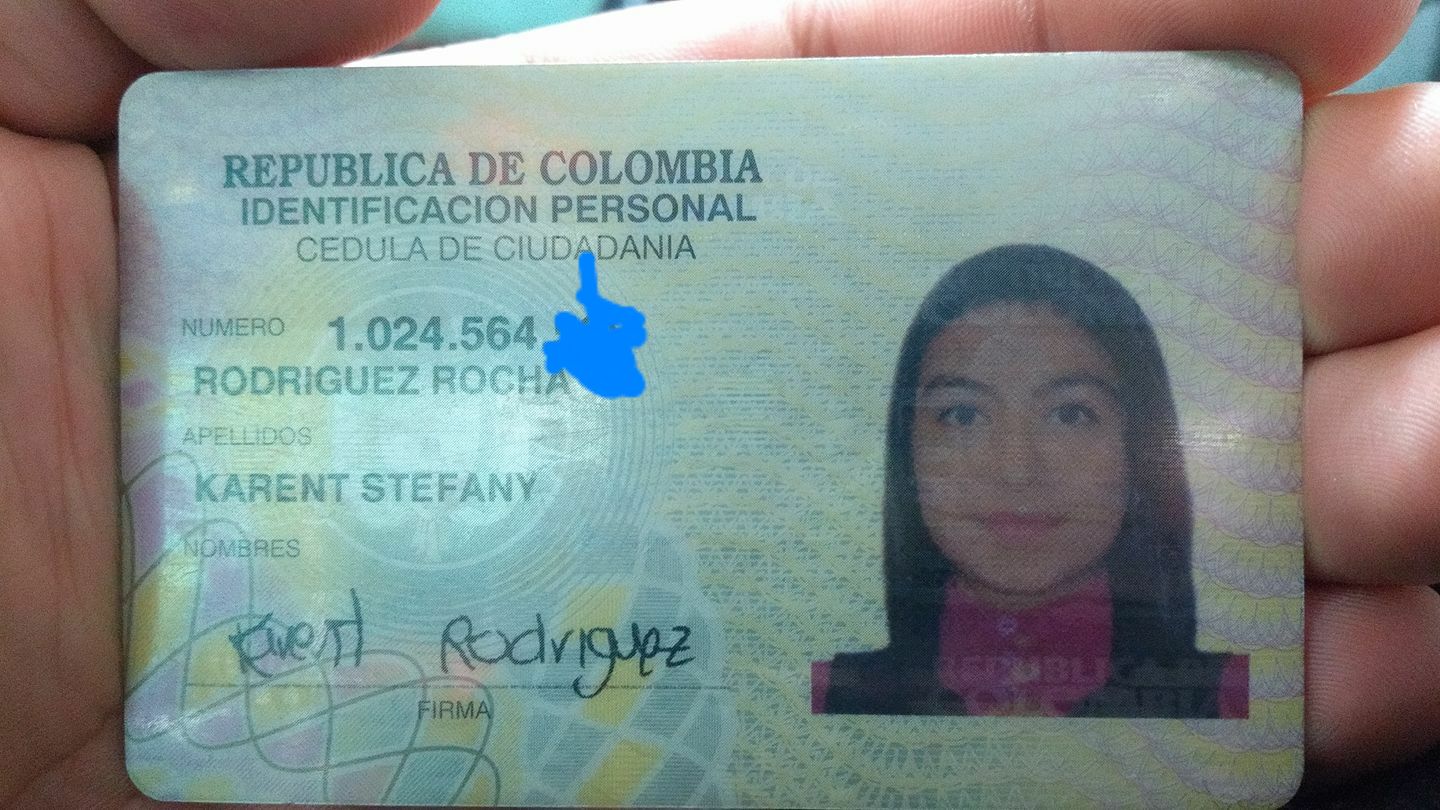 REPUBLICA DE COLOMBIA
IDENTIFICACION PERSONAL
CEDULA DE CIUDADANIA
NUMERO 1.024.564
RODRIGUEZ ROCHA
APELLIDOS
KARENT STEFANY
NOMBRES
Karent Rodriguez
FIRMA